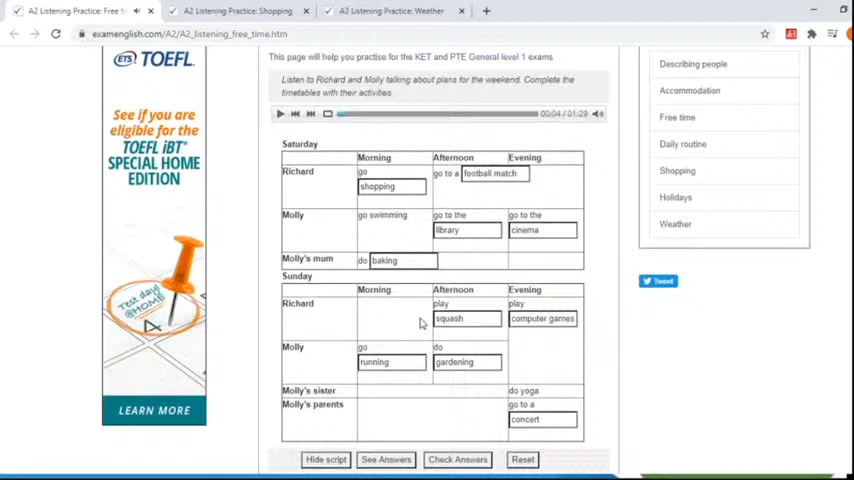 A2 Listening Practice: Free t
A2 Listening Practice: Shopping
A2 Listening Practice: Weather
examenglish.com/A2/A2_listening_free_time.htm
ETS TOEFL.
See if you are
eligible for the
TOEFL iBT®
SPECIAL HOME
EDITION
Test day!
@HOME
LEARN MORE
This page will help you practise for the KET and PTE General level 1 exams
Listen to Richard and Molly talking about plans for the weekend. Complete the
timetables with their activities.
00:04 / 01:29
Saturday
Morning Afternoon Evening
Richard go shopping go to a football match
Molly go swimming go to the library go to the cinema
Molly's mum do baking
Sunday
Morning Afternoon Evening
Richard play squash play computer games
Molly go running do gardening
Molly's sister do yoga
Molly's parents go to a concert
Hide script See Answers Check Answers Reset
Describing people
Accommodation
Free time
Daily routine
Shopping
Holidays
Weather
Tweet